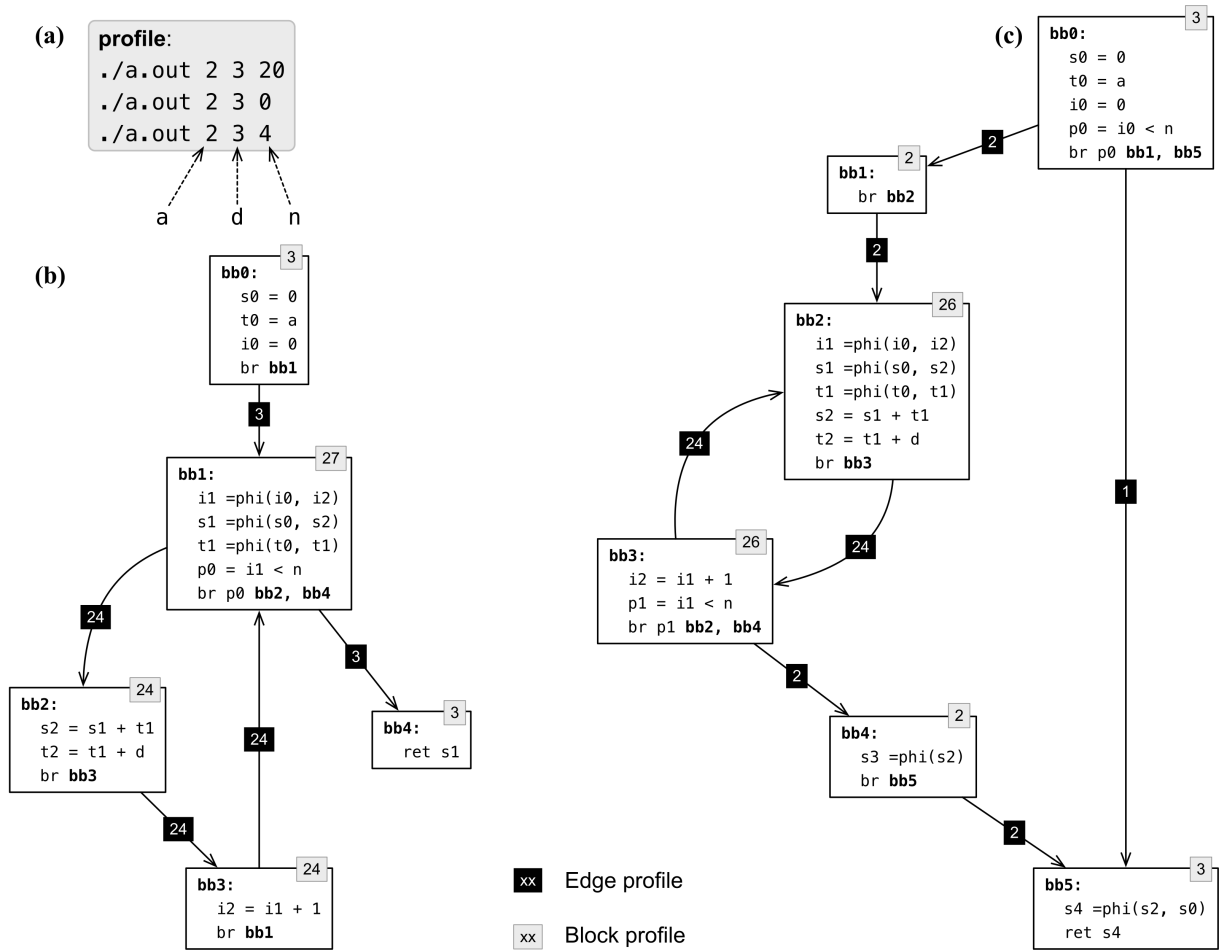 (a)
profile:
./a.out 2 3 20
./a.out 2 3 0
./a.out 2 3 4
a d n
(b)
3
bb0:
s0 = 0
t0 = a
i0 = 0
br bb1
3
27
bb1:
i1 =phi(i0, i2)
s1 =phi(s0, s2)
t1 =phi(t0, t1)
p0 = i1 < n
br p0 bb2, bb4
24
3
24
bb2:
s2 = s1 + t1
t2 = t1 + d
br bb3
3
bb4:
ret s1
24
24
24
bb3:
i2 = i1 + 1
br bb1
(c)
3
bb0:
s0 = 0
t0 = a
i0 = 0
p0 = i0 < n
br p0 bb1, bb5
2
2
bb1:
br bb2
2
26
bb2:
i1 =phi(i0, i2)
s1 =phi(s0, s2)
t1 =phi(t0, t1)
s2 = s1 + t1
t2 = t1 + d
br bb3
24
1
24
26
bb3:
i2 = i1 + 1
p1 = i1 < n
br p1 bb2, bb4
2
2
bb4:
s3 =phi(s2)
br bb5
2
3
bb5:
s4 =phi(s2, s0)
ret s4
xx Edge profile
xx Block profile